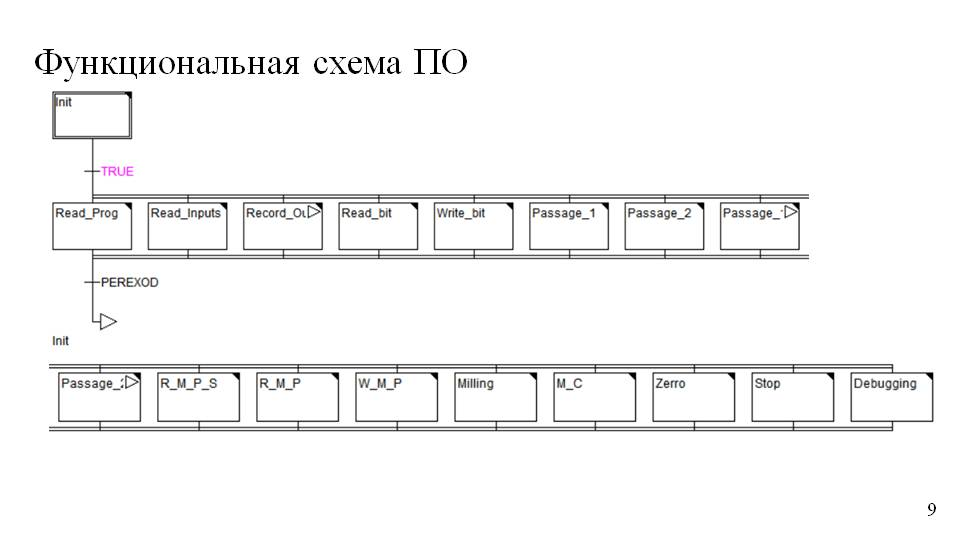 Функциональная схема ПО
Init
TRUE
Read_Prog Read_Inputs Read_bit Write_bit Passage_1 Passage_2
PEREXOD
Init
R_M_P_S R_M_P W_M_P Milling M_C Zerro Stop Debugging
9